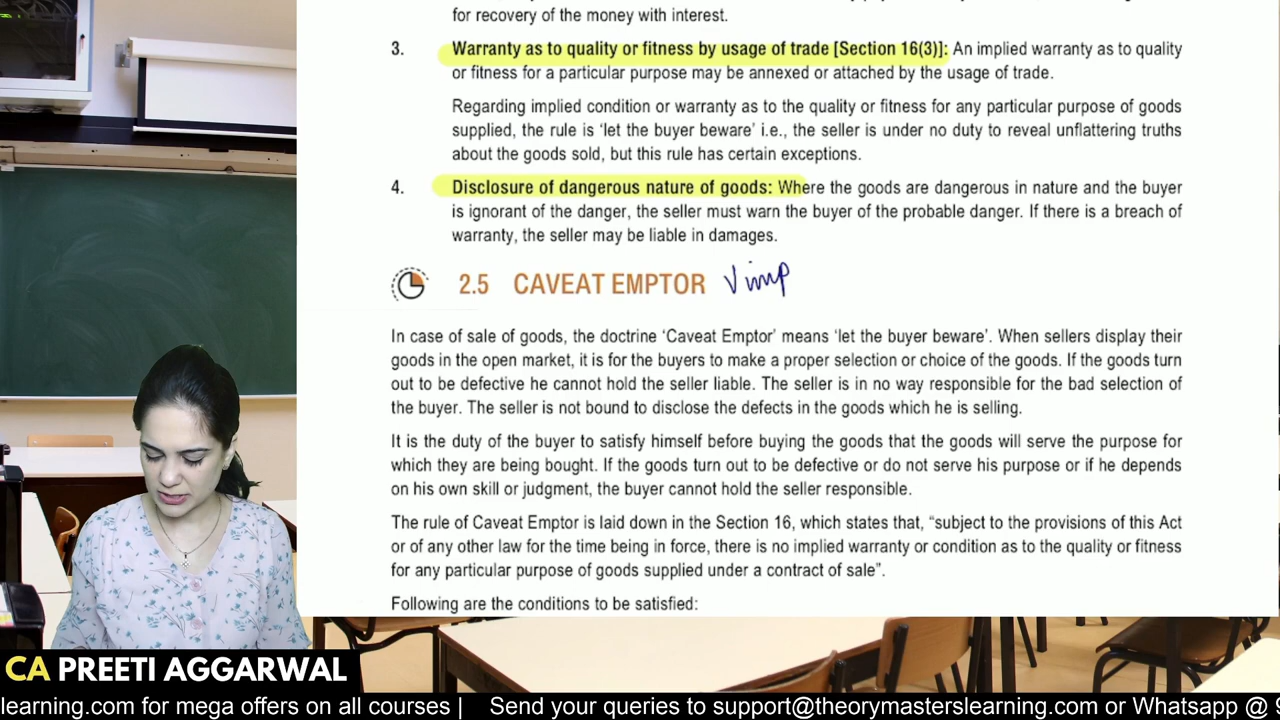 for recovery of the money with interest.
3. Warranty as to quality or fitness by usage of trade [Section 16(3)]: An implied warranty as to quality
or fitness for a particular purpose may be annexed or attached by the usage of trade.
Regarding implied condition or warranty as to the quality or fitness for any particular purpose of goods
supplied, the rule is ‘let the buyer beware’ i.e., the seller is under no duty to reveal unflattering truths
about the goods sold, but this rule has certain exceptions.
4. Disclosure of dangerous nature of goods: Where the goods are dangerous in nature and the buyer
is ignorant of the danger, the seller must warn the buyer of the probable danger. If there is a breach of
warranty, the seller may be liable in damages.
2.5 CAVEAT EMPTOR V imp
In case of sale of goods, the doctrine ‘Caveat Emptor’ means ‘let the buyer beware’. When sellers display their
goods in the open market, it is for the buyers to make a proper selection or choice of the goods. If the goods turn
out to be defective he cannot hold the seller liable. The seller is in no way responsible for the bad selection of
the buyer. The seller is not bound to disclose the defects in the goods which he is selling.
It is the duty of the buyer to satisfy himself before buying the goods that the goods will serve the purpose for
which they are being bought. If the goods turn out to be defective or do not serve his purpose or if he depends
on his own skill or judgment, the buyer cannot hold the seller responsible.
The rule of Caveat Emptor is laid down in the Section 16, which states that, “subject to the provisions of this Act
or of any other law for the time being in force, there is no implied warranty or condition as to the quality or fitness
for any particular purpose of goods supplied under a contract of sale”.
Following are the conditions to be satisfied:
CA PREETI AGGARWAL
learning.com for mega offers on all courses | Send your queries to support@theorymasterslearning.com or Whatsapp @